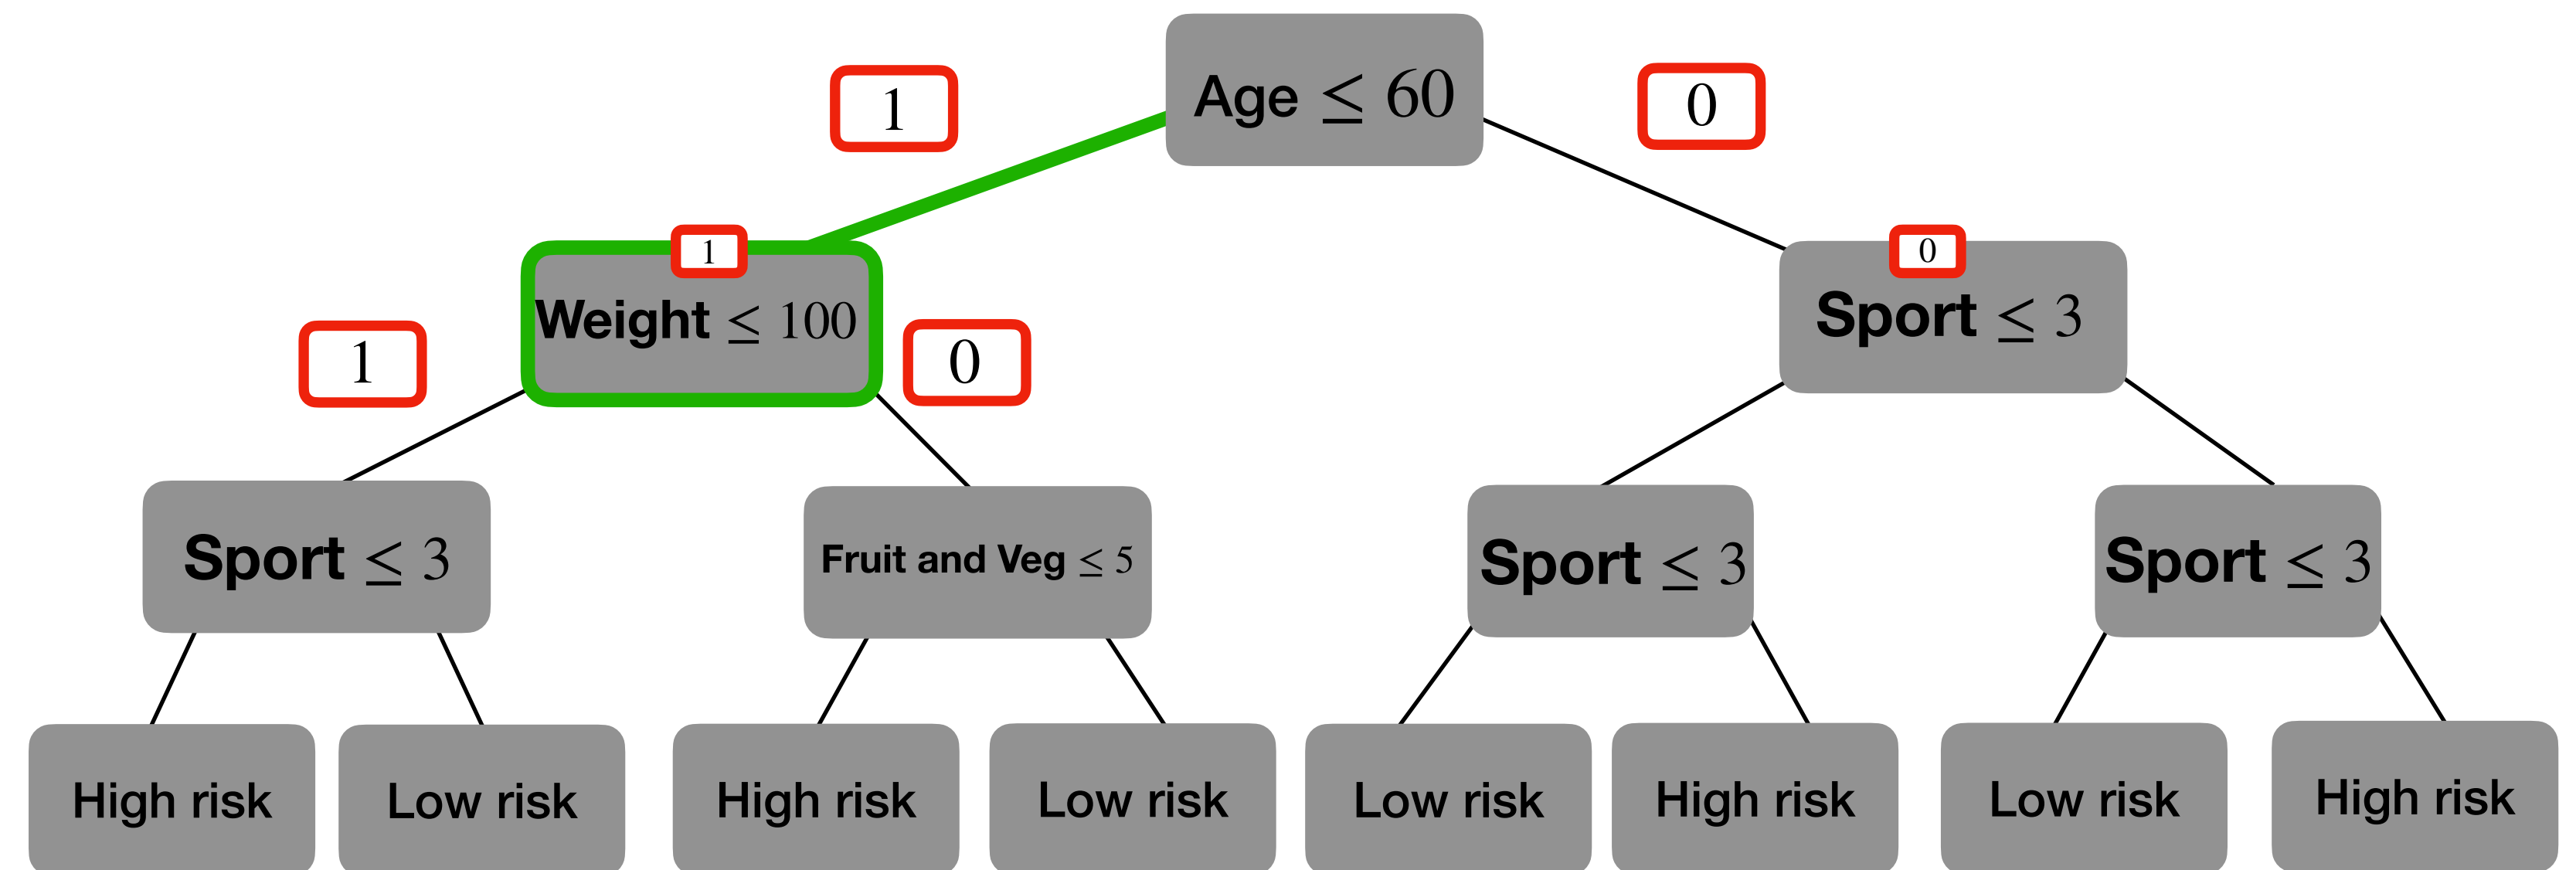 Age ≤ 60
1
0
1
0
Weight ≤ 100
Sport ≤ 3
1
0
Sport ≤ 3
Fruit and Veg ≤ 5
Sport ≤ 3
Sport ≤ 3
High risk
Low risk
High risk
Low risk
Low risk
High risk
Low risk
High risk